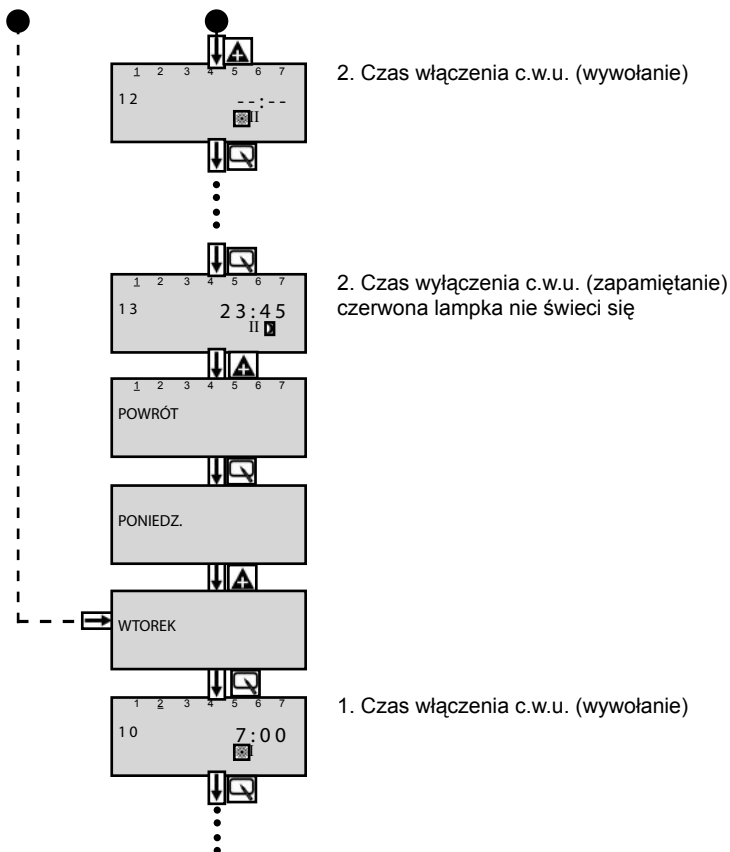 1 2 3 4 5 6 7
12 --:--
II
2. Czas włączenia c.w.u. (wywołanie)
1 2 3 4 5 6 7
13 23:45
II
2. Czas wyłączenia c.w.u. (zapamiętanie)
czerwona lampka nie świeci się
1 2 3 4 5 6 7
POWRÓT
PONIEDZ.
WTOREK
1 2 3 4 5 6 7
10 7:00
I
1. Czas włączenia c.w.u. (wywołanie)